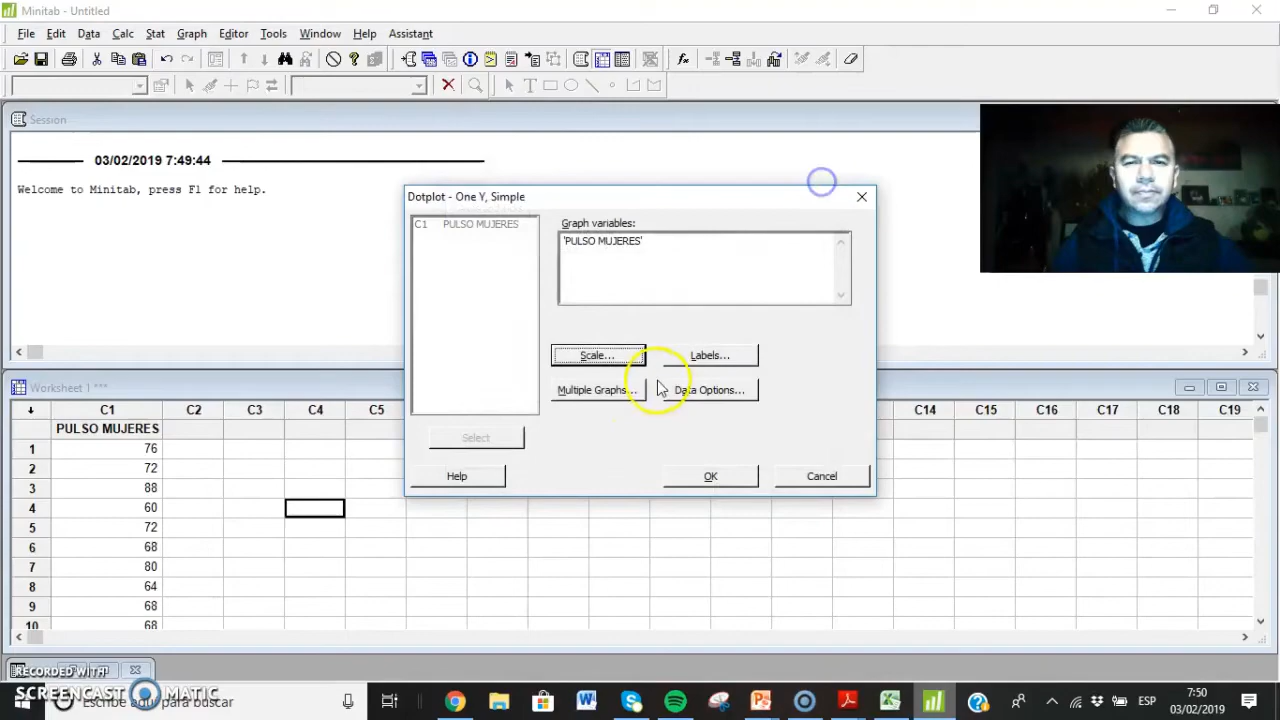 Minitab - Untitled
File Edit Data Calc Stat Graph Editor Tools Window Help Assistant
Session
03/02/2019 7:49:44
Welcome to Minitab, press F1 for help.
Dotplot - One Y, Simple
C1 PULSO MUJERES
Graph variables:
'PULSO MUJERES'
Scale... Labels...
Multiple Graphs... Data Options...
Select
Help OK Cancel
Worksheet 1 ***
C1 C2 C3 C4 C5 C14 C15 C16 C17 C18 C19
PULSO MUJERES
1 76
2 72
3 88
4 60
5 72
6 68
7 80
8 64
9 68
10 68
RECORDED WITH
SCREENCAST MATIC
Escribe aquí para buscar
ESP
7:50
03/02/2019